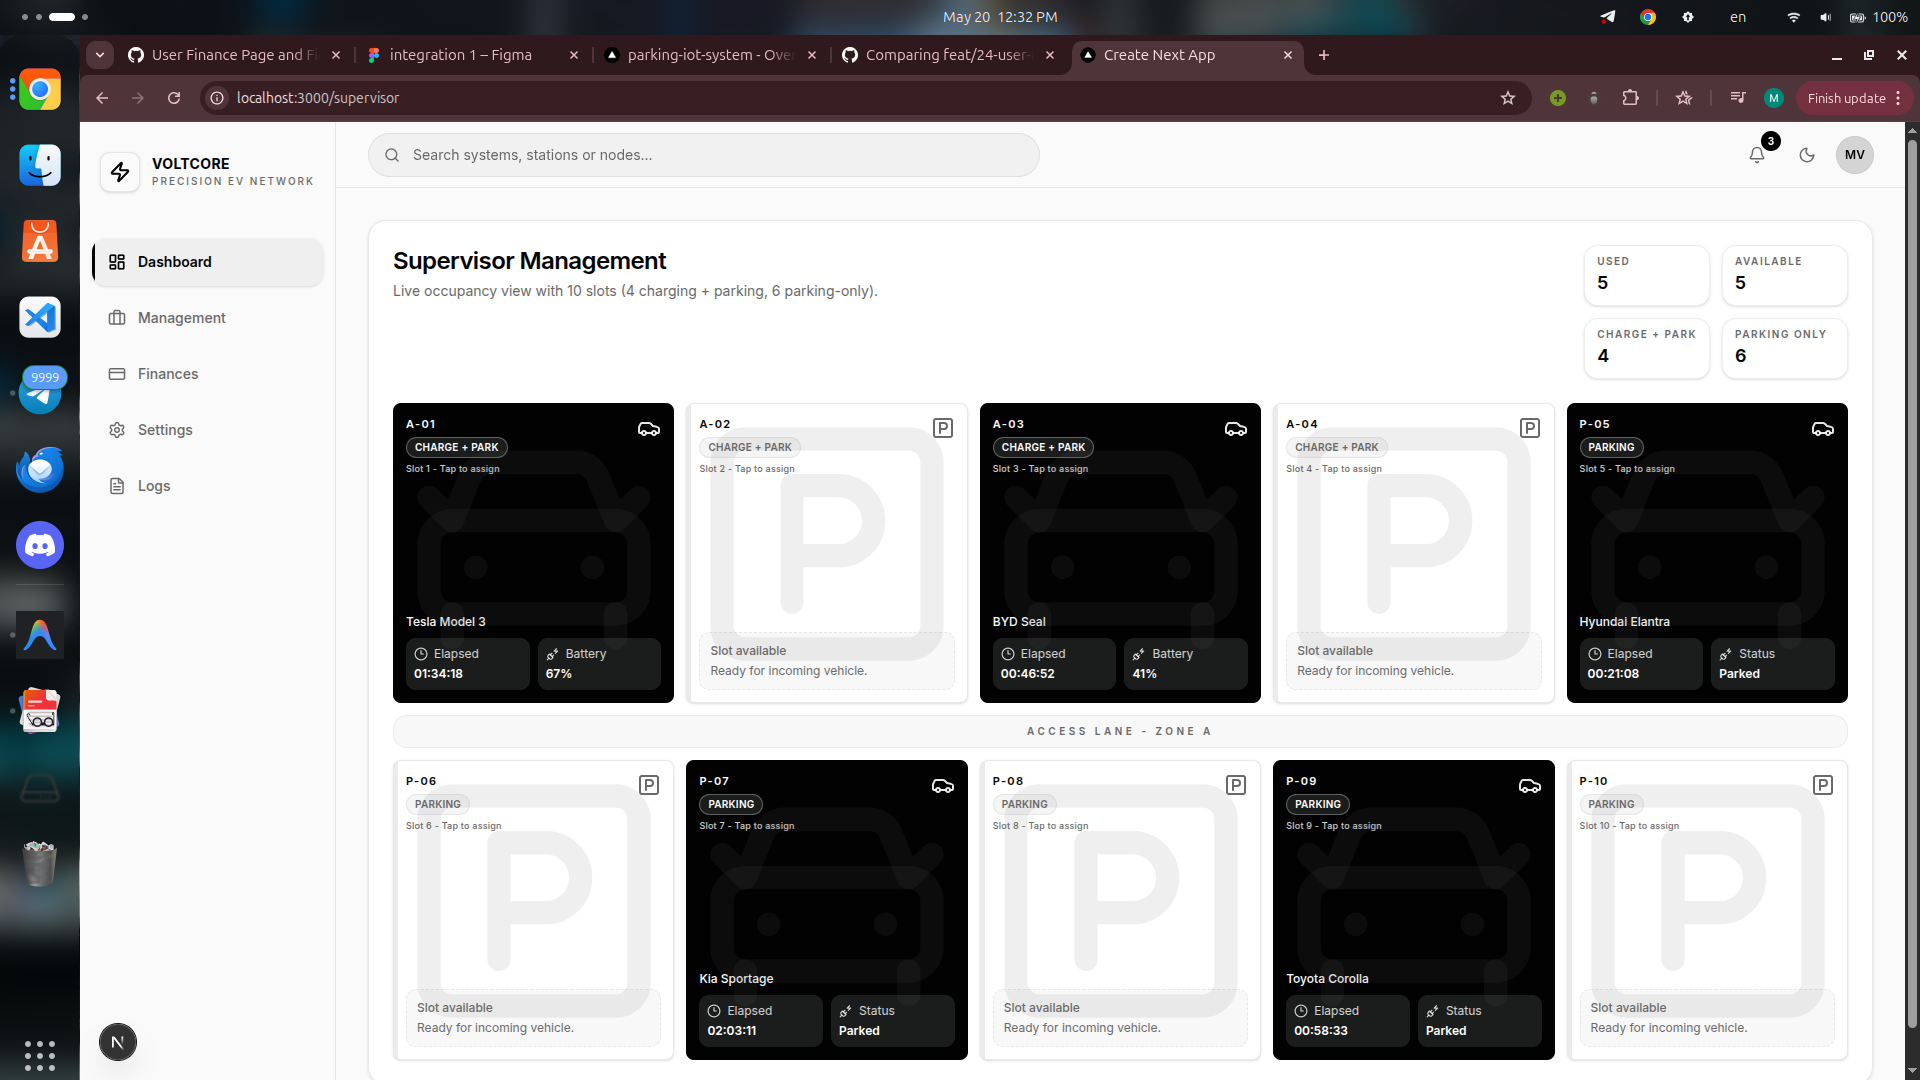 May 20 12:32 PM
en
100%
User Finance Page and Fi
integration 1 – Figma
parking-iot-system - Ove
Comparing feat/24-user-
Create Next App
localhost:3000/supervisor
M
Finish update
9999
VOLTCORE
PRECISION EV NETWORK
Search systems, stations or nodes...
3
MV
Dashboard
Management
Finances
Settings
Logs
N
Supervisor Management
Live occupancy view with 10 slots (4 charging + parking, 6 parking-only).
USED
5
AVAILABLE
5
CHARGE + PARK
4
PARKING ONLY
6
A-01
CHARGE + PARK
Slot 1 - Tap to assign
Tesla Model 3
Elapsed
01:34:18
Battery
67%
A-02
P
CHARGE + PARK
Slot 2 - Tap to assign
P
Slot available
Ready for incoming vehicle.
A-03
CHARGE + PARK
Slot 3 - Tap to assign
BYD Seal
Elapsed
00:46:52
Battery
41%
A-04
P
CHARGE + PARK
Slot 4 - Tap to assign
P
Slot available
Ready for incoming vehicle.
P-05
PARKING
Slot 5 - Tap to assign
Hyundai Elantra
Elapsed
00:21:08
Status
Parked
ACCESS LANE - ZONE A
P-06
P
PARKING
Slot 6 - Tap to assign
P
Slot available
Ready for incoming vehicle.
P-07
PARKING
Slot 7 - Tap to assign
Kia Sportage
Elapsed
02:03:11
Status
Parked
P-08
P
PARKING
Slot 8 - Tap to assign
P
Slot available
Ready for incoming vehicle.
P-09
PARKING
Slot 9 - Tap to assign
Toyota Corolla
Elapsed
00:58:33
Status
Parked
P-10
P
PARKING
Slot 10 - Tap to assign
P
Slot available
Ready for incoming vehicle.